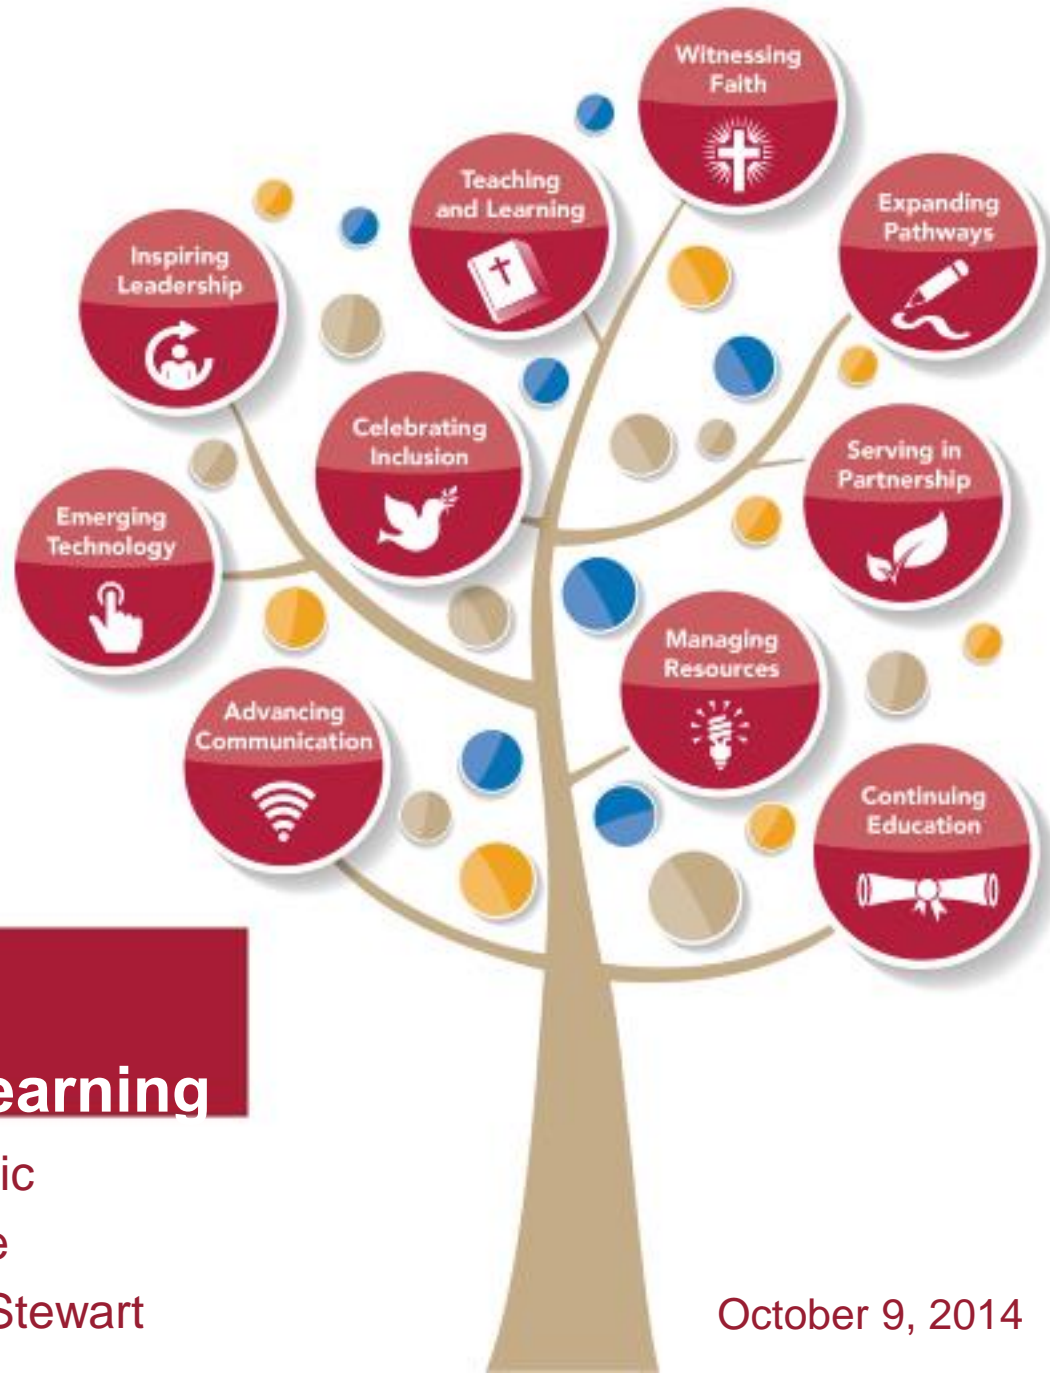 Witnessing
Faith
Teaching
and Learning
Expanding
Pathways
Inspiring
Leadership
Celebrating
Inclusion
Serving in
Partnership
Emerging
Technology
Managing
Resources
Advancing
Communication
Continuing
Education
earning
ic
e
Stewart
October 9, 2014